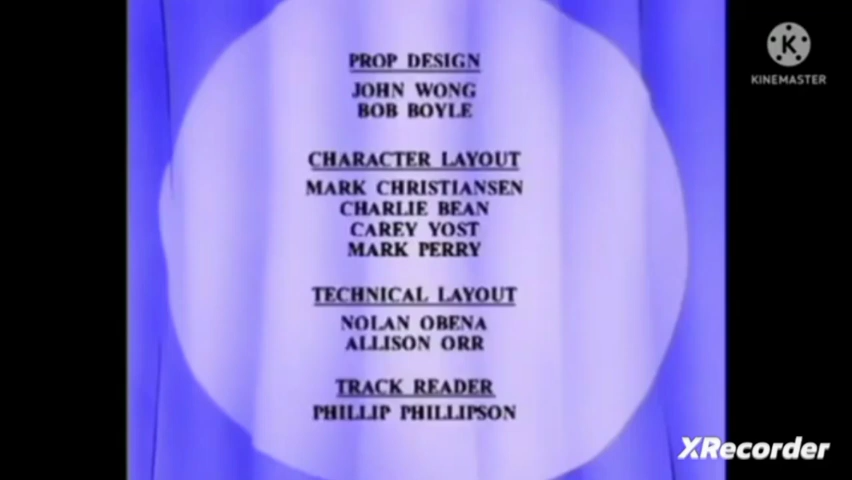 PROP DESIGN
JOHN WONG
BOB BOYLE
CHARACTER LAYOUT
MARK CHRISTIANSEN
CHARLIE BEAN
CAREY YOST
MARK PERRY
TECHNICAL LAYOUT
NOLAN OBENA
ALLISON ORR
TRACK READER
PHILLIP PHILLIPSON
K
KINEMASTER
XRecorder